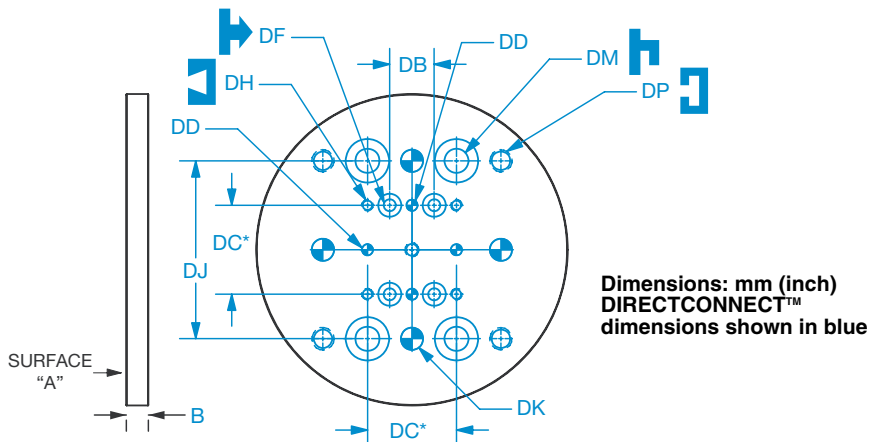 DF
DB
DD
DM
DH
DP
DD
DC*
DJ
Dimensions: mm (inch)
DIRECTCONNECT™
dimensions shown in blue
SURFACE
“A”
B
DC*
DK